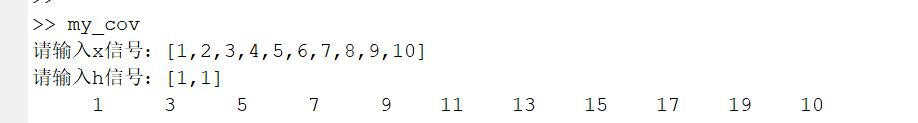 >> my_cov
请输入x信号：[1,2,3,4,5,6,7,8,9,10]
请输入h信号：[1,1]
1 3 5 7 9 11 13 15 17 19 10